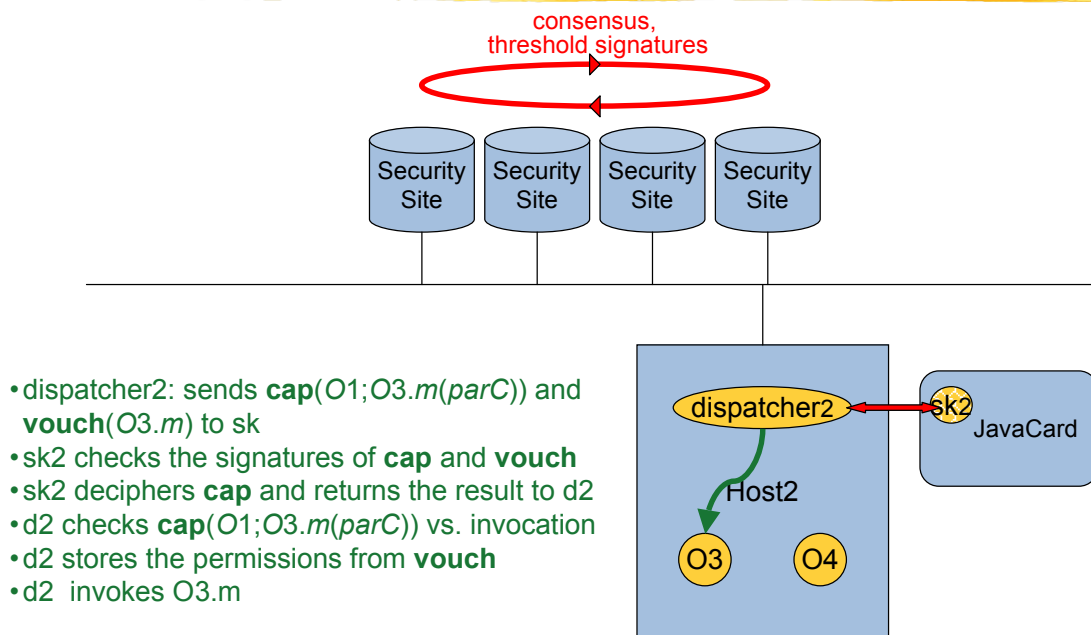 consensus,
threshold signatures
Security
Site
Security
Site
Security
Site
Security
Site
•dispatcher2: sends cap(O1;O3.m(parC)) and
vouch(O3.m) to sk
•sk2 checks the signatures of cap and vouch
•sk2 deciphers cap and returns the result to d2
•d2 checks cap(O1;O3.m(parC)) vs. invocation
•d2 stores the permissions from vouch
•d2 invokes O3.m
dispatcher2
sk2
JavaCard
Host2
O3
O4